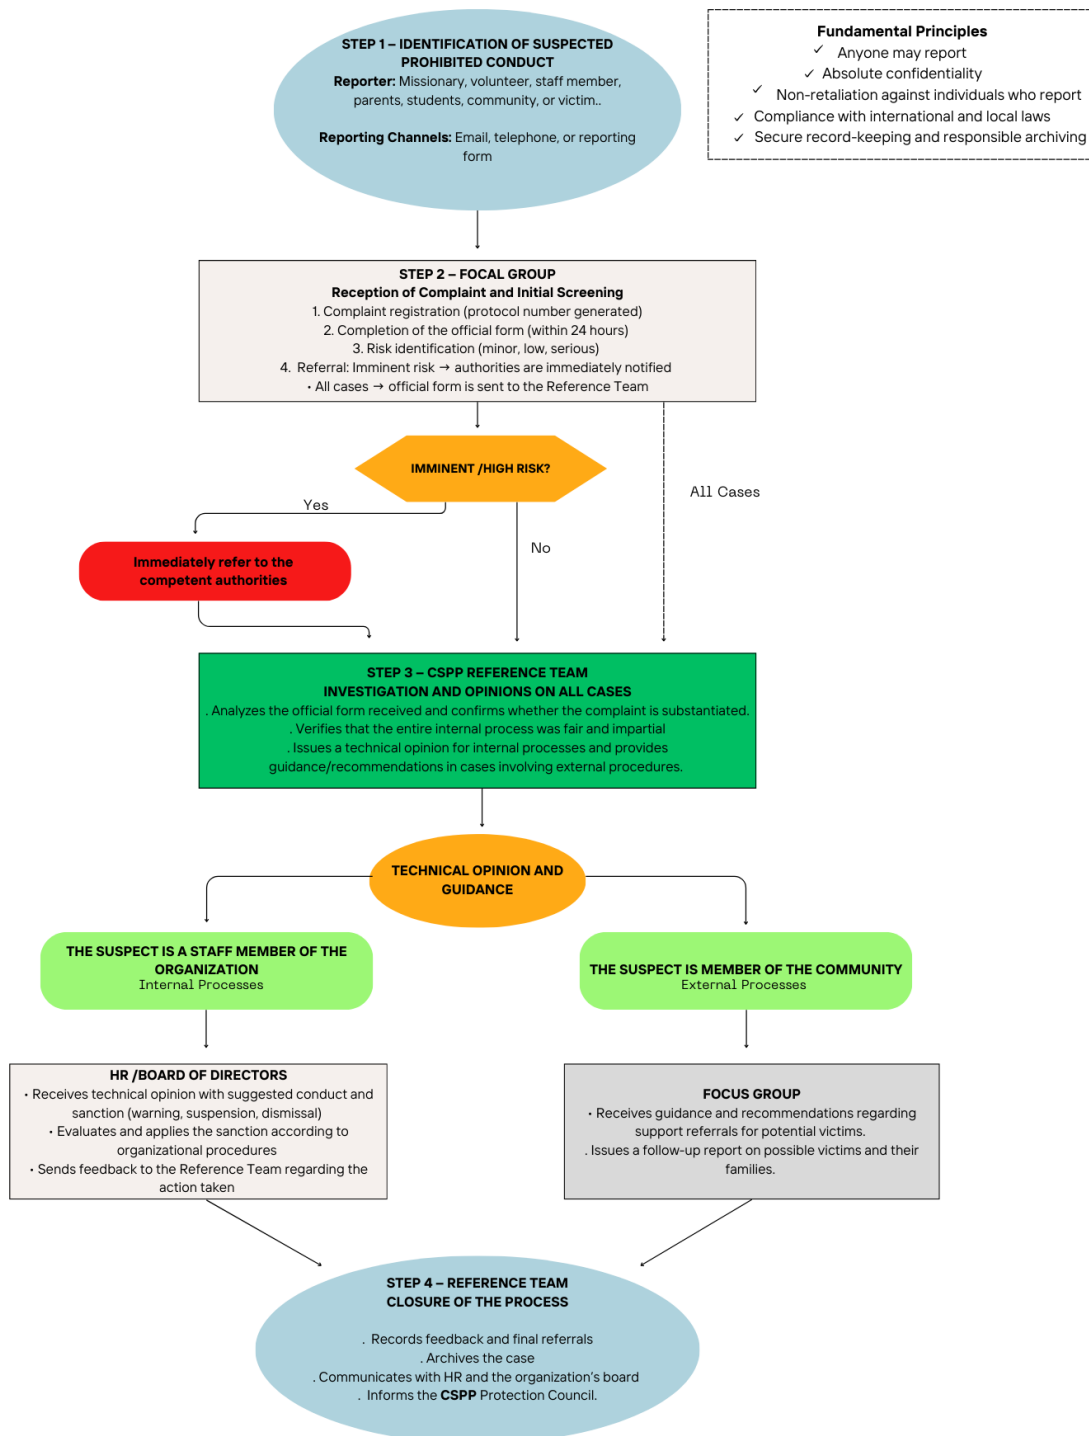 STEP 1 – IDENTIFICATION OF SUSPECTED
PROHIBITED CONDUCT
Reporter: Missionary, volunteer, staff member,
parents, students, community, or victim..
Reporting Channels: Email, telephone, or reporting
form
Fundamental Principles
✓ Anyone may report
✓ Absolute confidentiality
✓ Non-retaliation against individuals who report
✓ Compliance with international and local laws
✓ Secure record-keeping and responsible archiving
STEP 2 – FOCAL GROUP
Reception of Complaint and Initial Screening
1. Complaint registration (protocol number generated)
2. Completion of the official form (within 24 hours)
3. Risk identification (minor, low, serious)
4. Referral: Imminent risk → authorities are immediately notified
• All cases → official form is sent to the Reference Team
IMMINENT /HIGH RISK?
All Cases
Yes
No
Immediately refer to the
competent authorities
STEP 3 – CSPP REFERENCE TEAM
INVESTIGATION AND OPINIONS ON ALL CASES
. Analyzes the official form received and confirms whether the complaint is substantiated.
. Verifies that the entire internal process was fair and impartial
. Issues a technical opinion for internal processes and provides
guidance/recommendations in cases involving external procedures.
TECHNICAL OPINION AND
GUIDANCE
THE SUSPECT IS A STAFF MEMBER OF THE
ORGANIZATION
Internal Processes
THE SUSPECT IS MEMBER OF THE COMMUNITY
External Processes
HR /BOARD OF DIRECTORS
• Receives technical opinion with suggested conduct and
sanction (warning, suspension, dismissal)
• Evaluates and applies the sanction according to
organizational procedures
• Sends feedback to the Reference Team regarding the
action taken
FOCUS GROUP
• Receives guidance and recommendations regarding
support referrals for potential victims.
. Issues a follow-up report on possible victims and their
families.
STEP 4 – REFERENCE TEAM
CLOSURE OF THE PROCESS
. Records feedback and final referrals
. Archives the case
. Communicates with HR and the organization's board
. Informs the CSPP Protection Council.